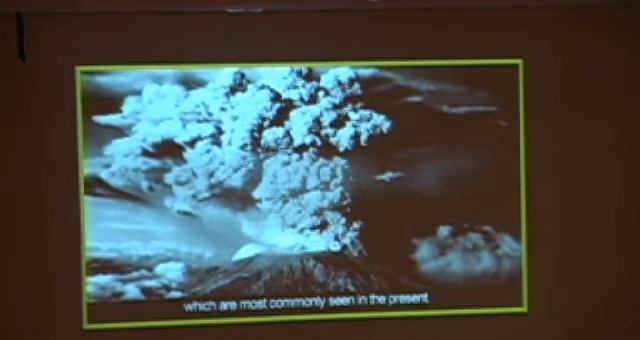 which are most commonly seen in the present